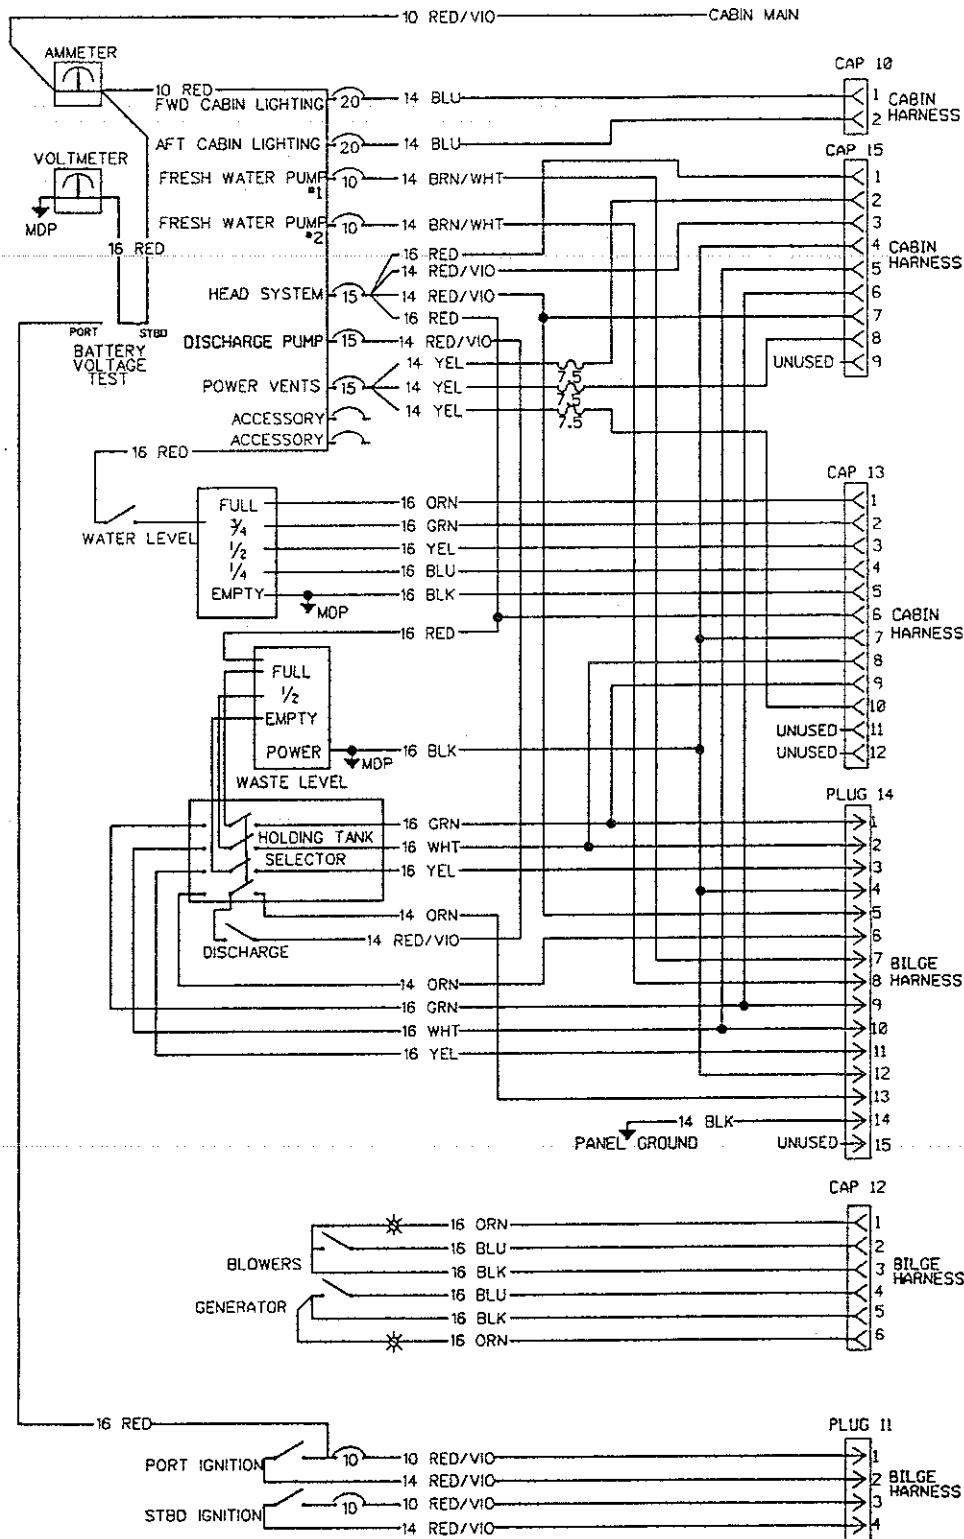 10 RED/VIO CABIN MAIN
AMMETER
CAP 10
10 RED
FWD CABIN LIGHTING 20 14 BLU 1 CABIN
2 HARNESS
AFT CABIN LIGHTING 20 14 BLU
CAP 15
VOLTMETER
FRESH WATER PUMP 10 14 BRN/WHT 1
#1
2
MDP
FRESH WATER PUMP 10 14 BRN/WHT 3
#2
16 RED
16 RED 4 CABIN
14 RED/VIO 5 HARNESS
HEAD SYSTEM 15 14 RED/VIO 6
16 RED 7
PORT STBD
BATTERY
VOLTAGE
TEST
DISCHARGE PUMP 15 14 RED/VIO 8
14 YEL 7.5 UNUSED 9
POWER VENTS 15 14 YEL 7.5
14 YEL 7.5
ACCESSORY
ACCESSORY
16 RED
CAP 13
WATER LEVEL
FULL 16 ORN 1
3/4 16 GRN 2
1/2 16 YEL 3
1/4 16 BLU 4
EMPTY MDP 16 BLK 5
6 CABIN
16 RED 7 HARNESS
8
FULL 9
1/2 10
EMPTY UNUSED 11
POWER MDP 16 BLK UNUSED 12
WASTE LEVEL
PLUG 14
16 GRN 1
HOLDING TANK 16 WHT 2
SELECTOR 16 YEL 3
4
14 ORN 5
DISCHARGE 14 RED/VIO 6
7 BILGE
14 ORN 8 HARNESS
16 GRN 9
16 WHT 10
16 YEL 11
12
13
14 BLK 14
PANEL GROUND UNUSED 15
CAP 12
16 ORN 1
BLOWERS 16 BLU 2
16 BLK 3 BILGE
16 BLU 4 HARNESS
GENERATOR 16 BLK 5
16 ORN 6
16 RED
PLUG 11
PORT IGNITION 10 10 RED/VIO 1
14 RED/VIO 2 BILGE
STBD IGNITION 10 10 RED/VIO 3 HARNESS
14 RED/VIO 4